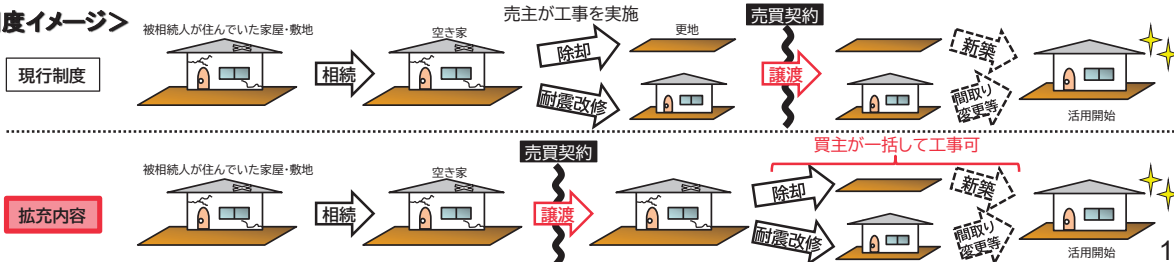 度イメージ＞
売主が工事を実施
売買契約
被相続人が住んでいた家屋・敷地
空き家
更地
現行制度
相続
除却
耐震改修
譲渡
新築
間取り
変更等
活用開始
買主が一括して工事可
売買契約
被相続人が住んでいた家屋・敷地
空き家
拡充内容
相続
譲渡
除却
耐震改修
新築
間取り
変更等
活用開始
1